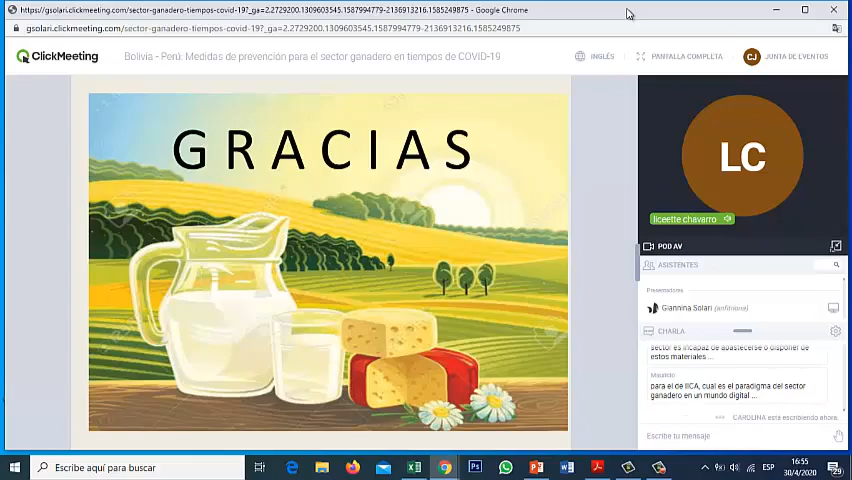 https://gsolari.clickmeeting.com/sector-ganadero-tiempos-covid-19?_ga=2.2729200.1309603545.1587994779-2136913216.1585249875 - Google Chrome
gsolari.clickmeeting.com/sector-ganadero-tiempos-covid-19?_ga=2.2729200.1309603545.1587994779-2136913216.1585249875
ClickMeeting
Bolivia - Perú: Medidas de prevención para el sector ganadero en tiempos de COVID-19
INGLÉS
PANTALLA COMPLETA
CJ
JUNTA DE EVENTOS
GRACIAS
LC
liceette chavarro
POD AV
ASISTENTES
Presentadores
Giannina Solari (anfitriona)
CHARLA
sector es incapaz de abastecerse o disponer de
estos materiales ...
Mauricio
para el de IICA, cual es el paradigma del sector
ganadero en un mundo digital ...
CAROLINA está escribiendo ahora.
Escribe tu mensaje
Escribe aquí para buscar
ESP
16:55
30/4/2020
29